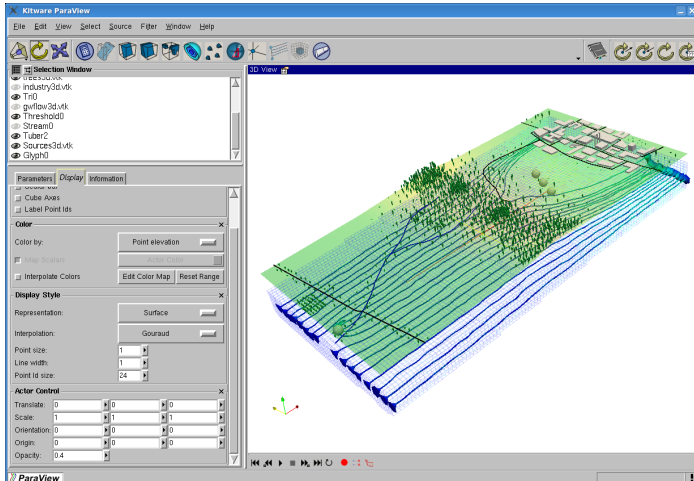 Kitware ParaView
File Edit View Select Source Filter Window Help
Selection Window
3D View
trees3d.vtk
industry3d.vtk
Tri0
gwflow3d.vtk
Threshold0
Stream0
Tuber2
Sources3d.vtk
Glyph0
Parameters Display Information
Scalar bar
Cube Axes
Label Point Ids
Color
Color by: Point elevation
Map Scalars Actor Color
Interpolate Colors Edit Color Map Reset Range
Display Style
Representation: Surface
Interpolation: Gouraud
Point size: 1
Line width: 1
Point Id size: 24
Actor Control
Translate: 0 0 0
Scale: 1 1 1
Orientation: 0 0 0
Origin: 0 0 0
Opacity: 0.4
ParaView